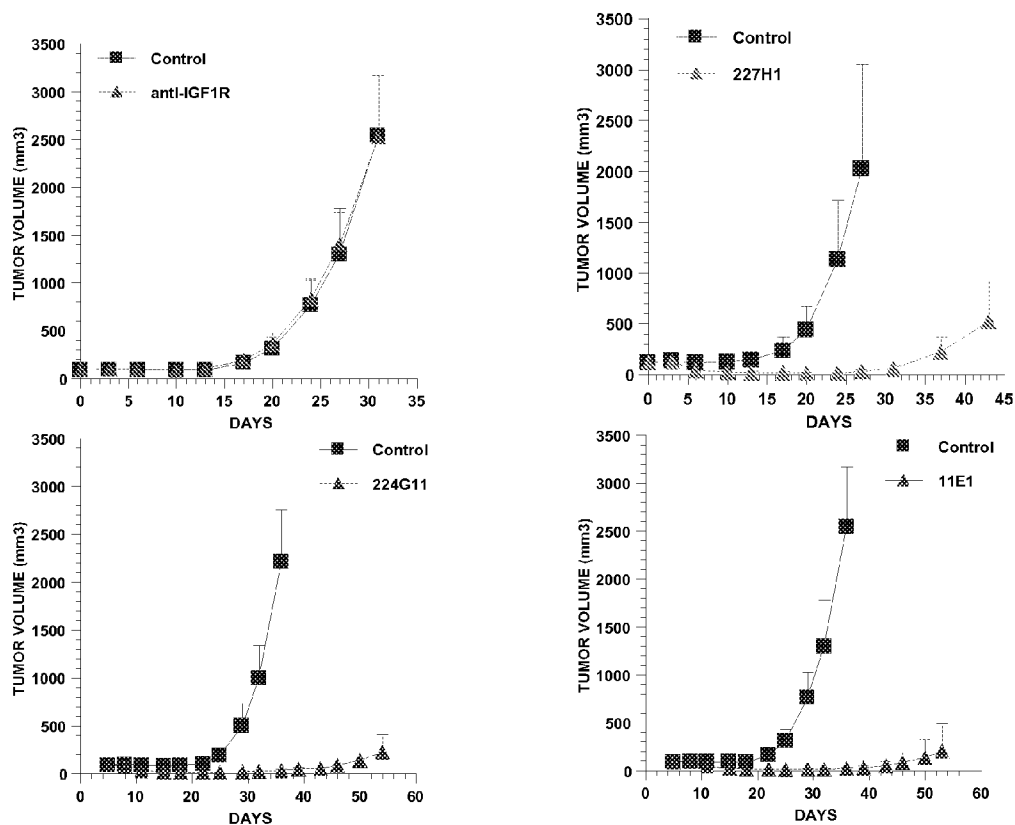 3500
3000
2500
2000
1500
1000
500
0
TUMOR VOLUME (mm3)
Control
anti-IGF1R
0 5 10 15 20 25 30 35
DAYS
3500
3000
2500
2000
1500
1000
500
0
TUMOR VOLUME (mm3)
Control
227H1
0 5 10 15 20 25 30 35 40 45
DAYS
3500
3000
2500
2000
1500
1000
500
0
TUMOR VOLUME (mm3)
Control
224G11
0 10 20 30 40 50 60
DAYS
3500
3000
2500
2000
1500
1000
500
0
TUMOR VOLUME (mm3)
Control
11E1
0 10 20 30 40 50 60
DAYS